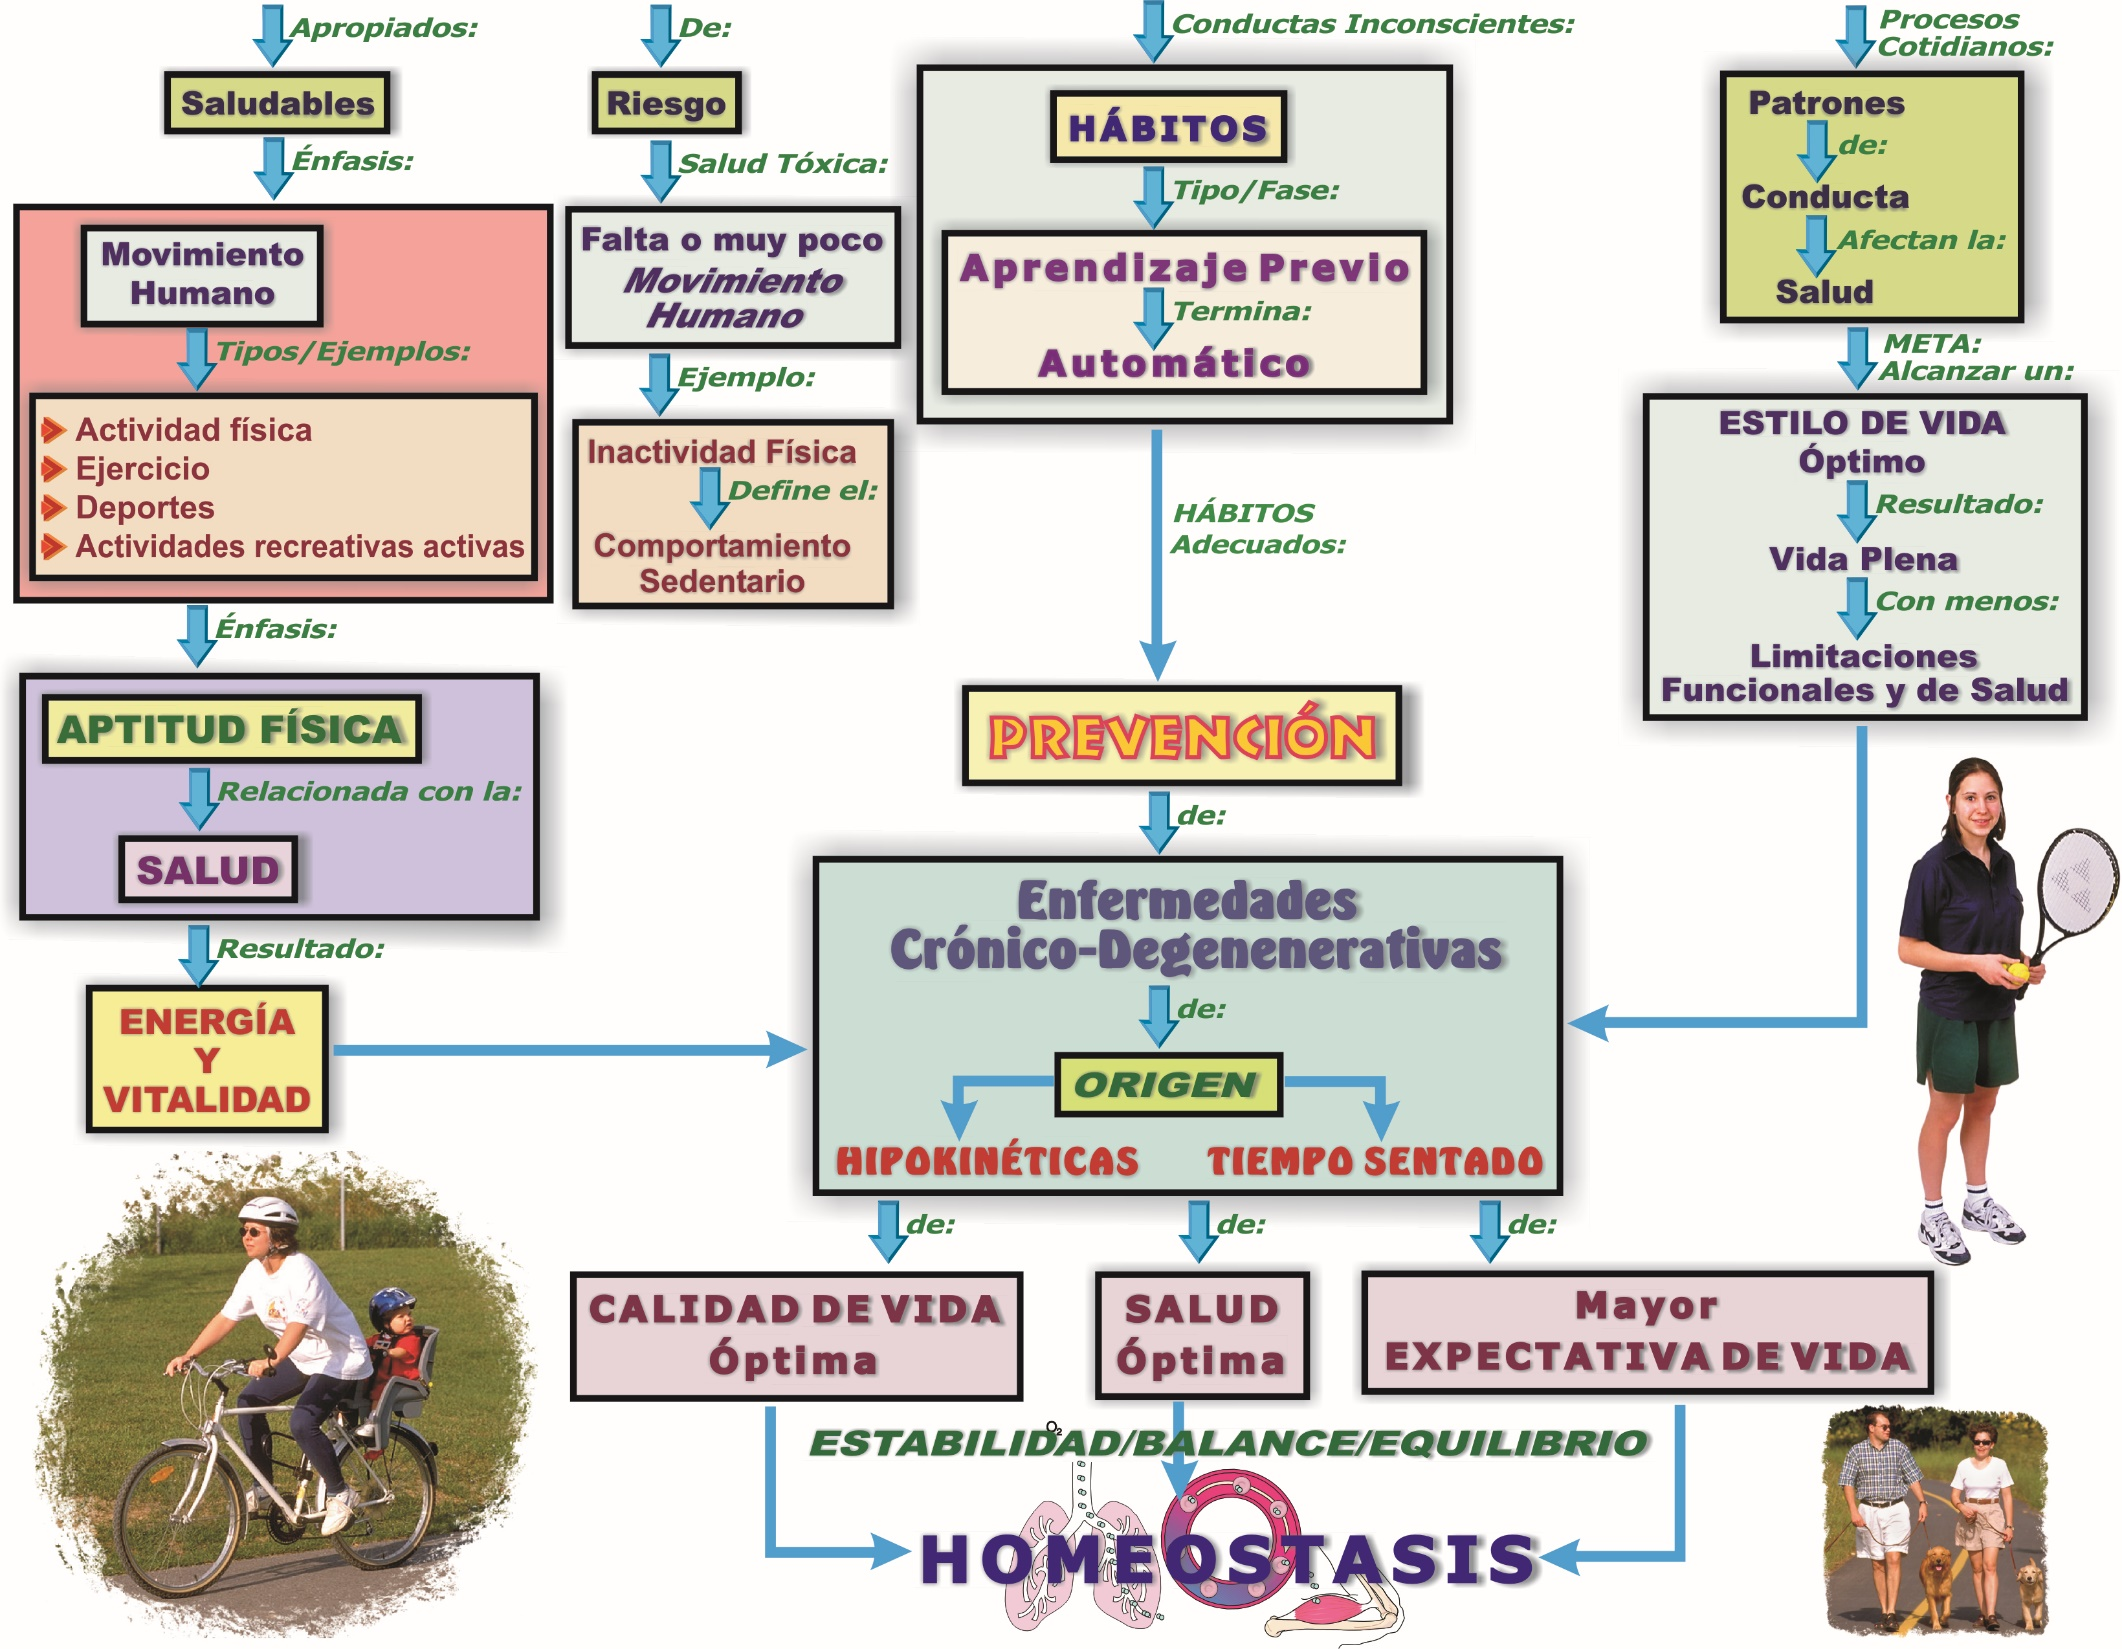 Apropiados:
Saludables
Énfasis:
Movimiento
Humano
Tipos/Ejemplos:
Actividad física
Ejercicio
Deportes
Actividades recreativas activas
Énfasis:
APTITUD FÍSICA
Relacionada con la:
SALUD
Resultado:
ENERGÍA
Y
VITALIDAD
De:
Riesgo
Salud Tóxica:
Falta o muy poco
Movimiento
Humano
Ejemplo:
Inactividad Física
Define el:
Comportamiento
Sedentario
Conductas Inconscientes:
HÁBITOS
Tipo/Fase:
Aprendizaje Previo
Termina:
Automático
HÁBITOS
Adecuados:
PREVENCIÓN
de:
Enfermedades
Crónico-Degenenerativas
de:
ORIGEN
HIPOKINÉTICAS
TIEMPO SENTADO
Procesos
Cotidianos:
Patrones
de:
Conducta
Afectan la:
Salud
META:
Alcanzar un:
ESTILO DE VIDA
Óptimo
Resultado:
Vida Plena
Con menos:
Limitaciones
Funcionales y de Salud
de:
CALIDAD DE VIDA
Óptima
de:
SALUD
Óptima
de:
Mayor
EXPECTATIVA DE VIDA
O₂
ESTABILIDAD/BALANCE/EQUILIBRIO
HOMEOSTASIS